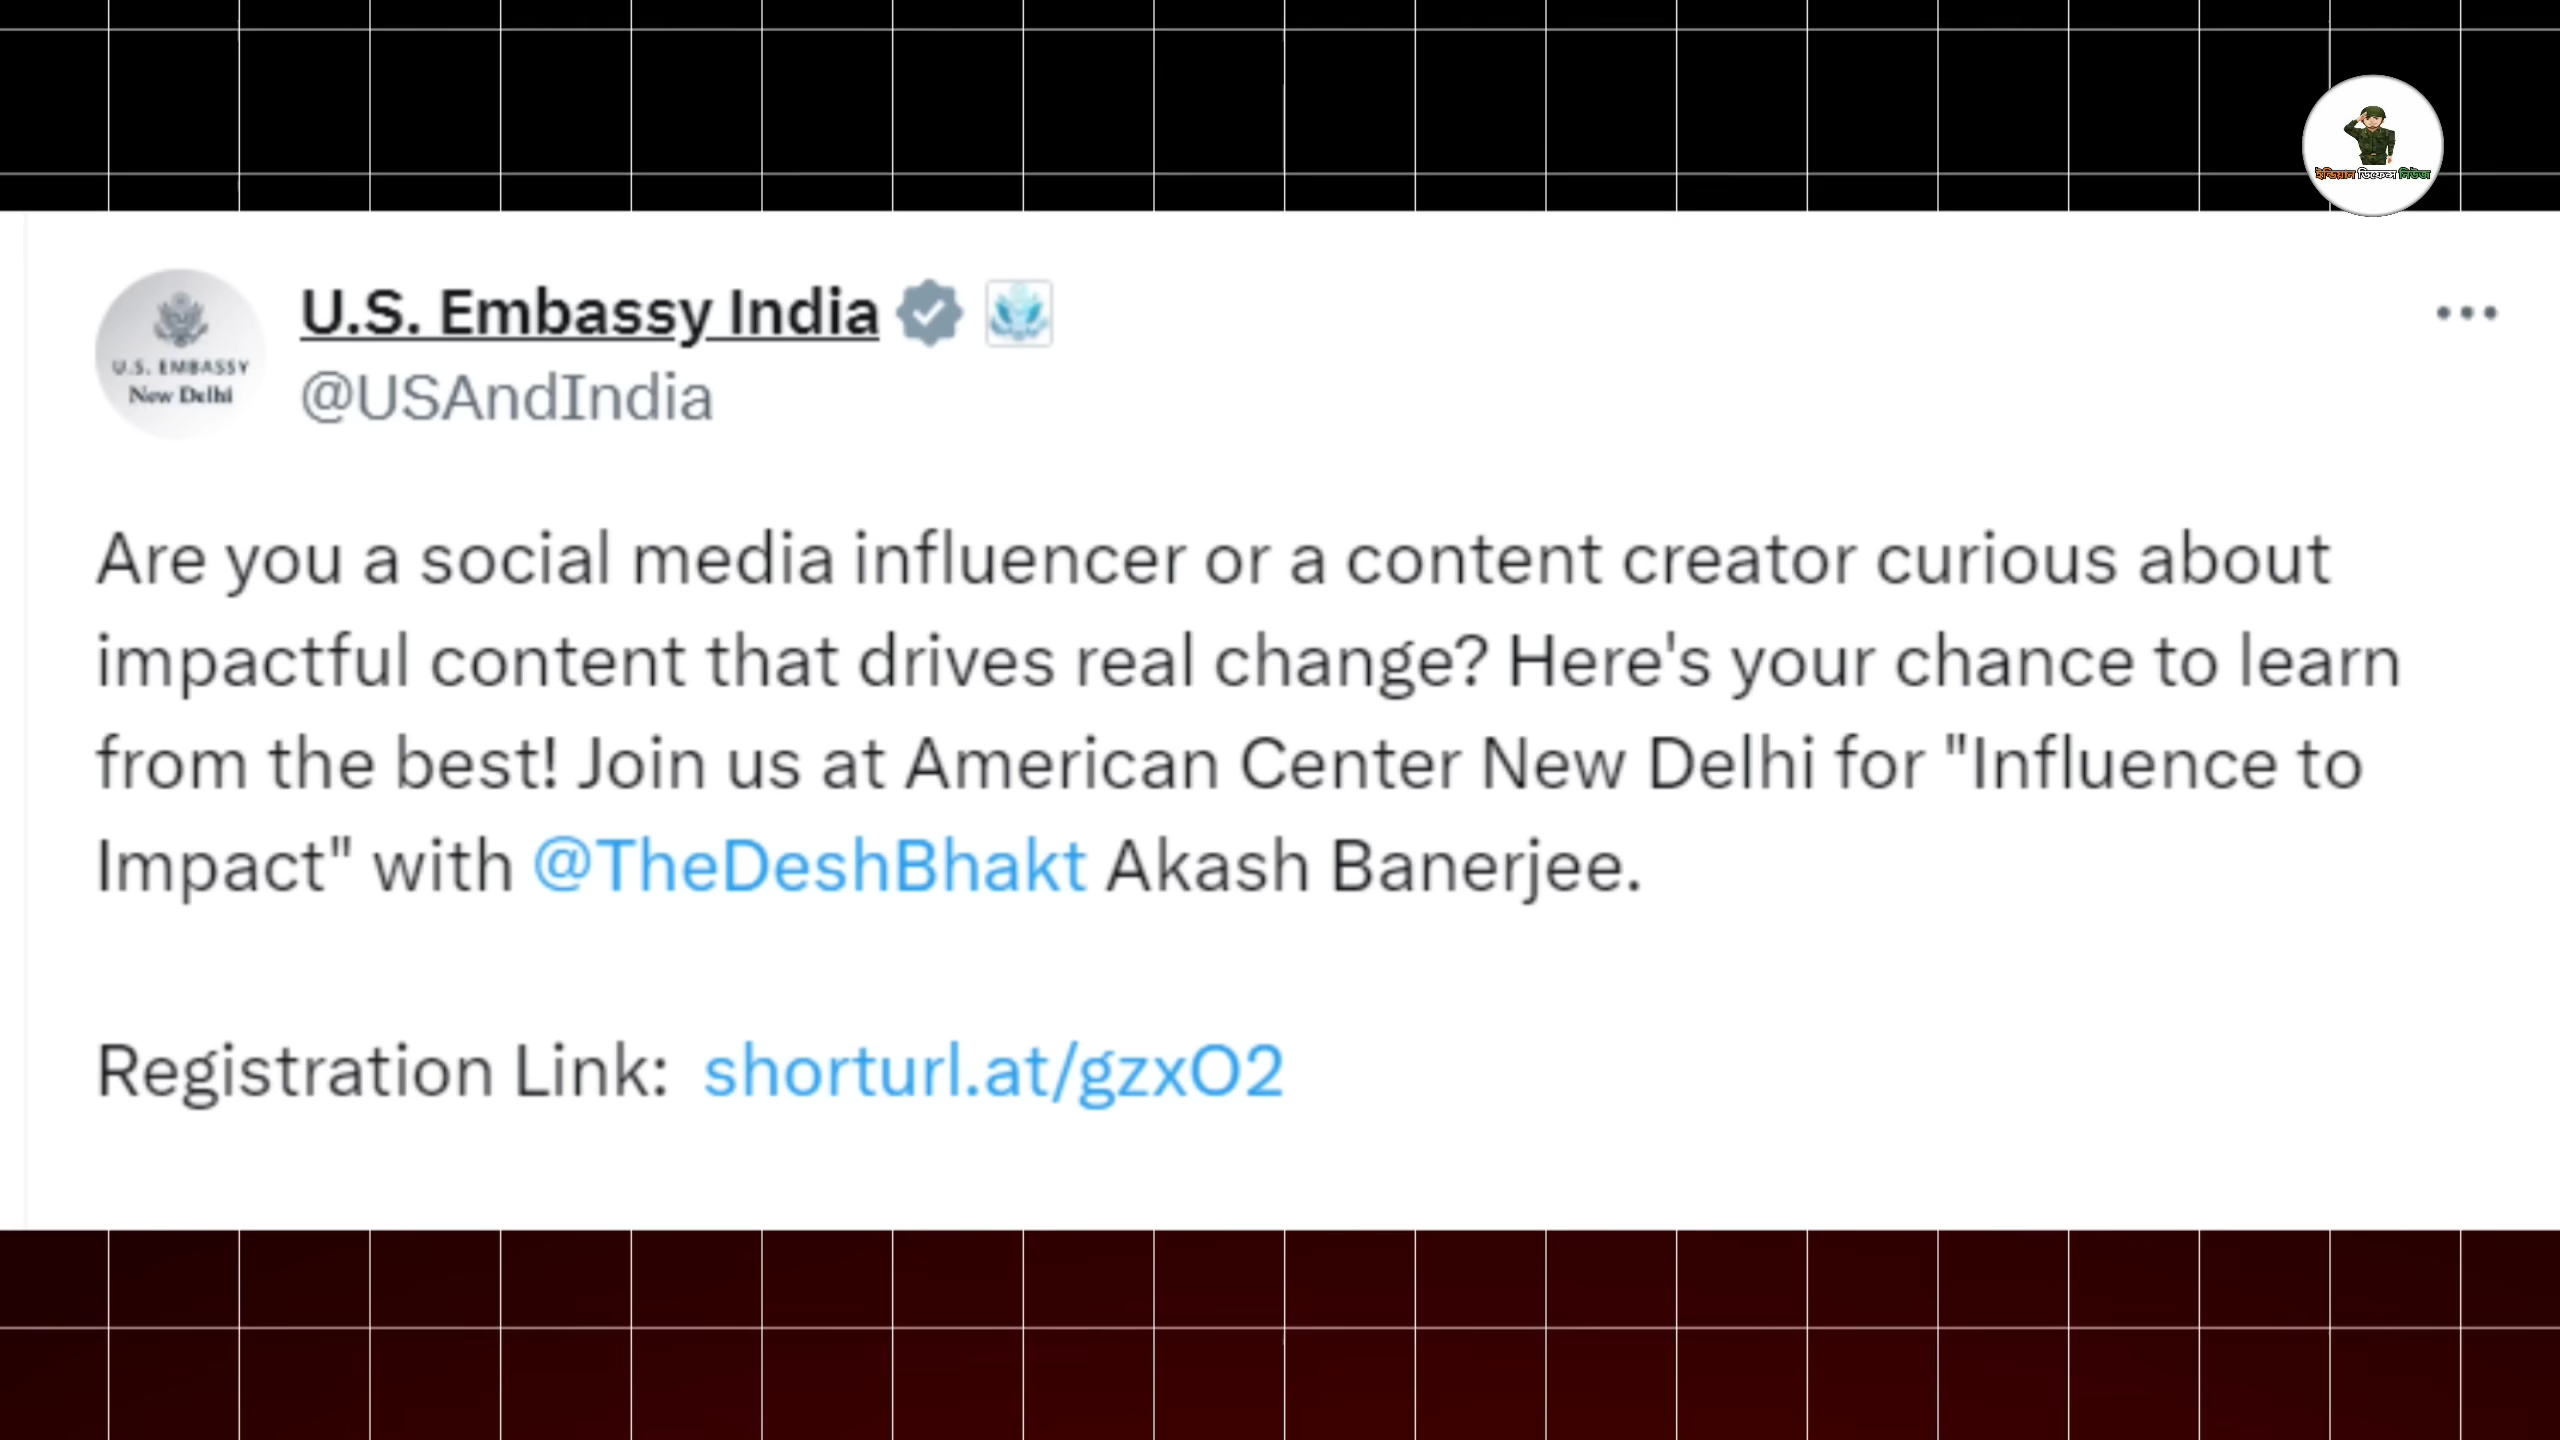 ইন্ডিয়ান ডিফেন্স নিউজ
U.S. Embassy India
U.S. EMBASSY
New Delhi
@USAndIndia
Are you a social media influencer or a content creator curious about
impactful content that drives real change? Here's your chance to learn
from the best! Join us at American Center New Delhi for "Influence to
Impact" with @TheDeshBhakt Akash Banerjee.
Registration Link: shorturl.at/gzxO2